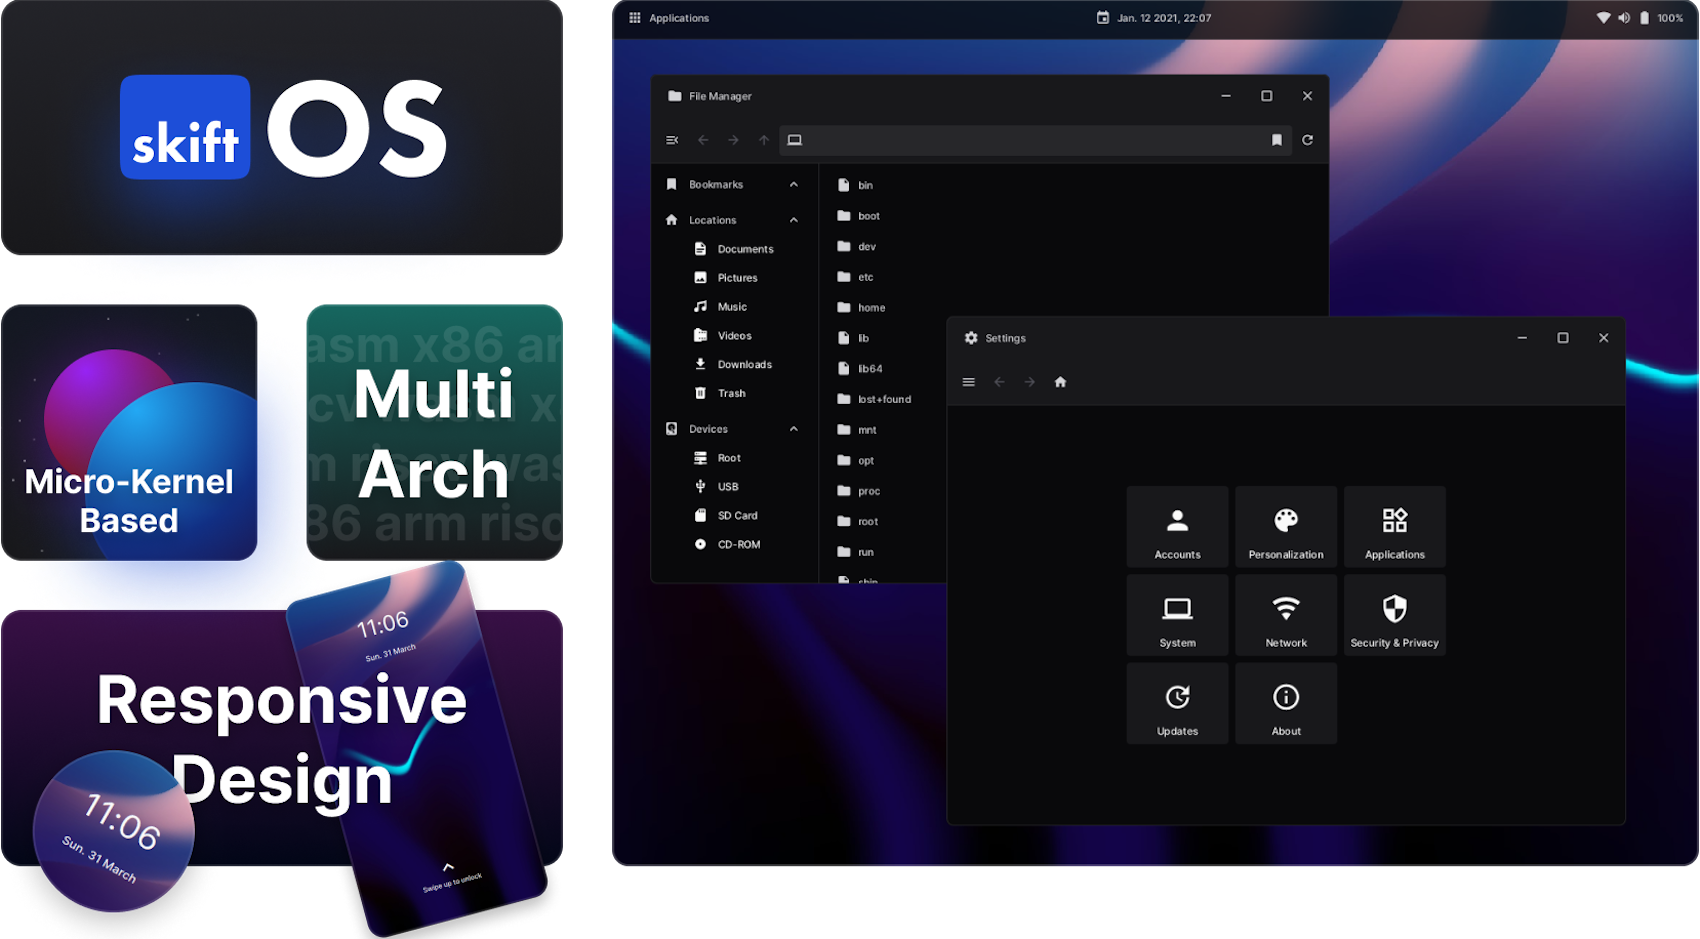 skift OS
Micro-Kernel
Based
asm x86 ar
Multi
cv wasm x
Arch
m riscv was
86 arm risc
Responsive
Design
11:06
Sun. 31 March
11:06
Sun. 31 March
Swipe up to unlock
Applications
Jan. 12 2021, 22:07
100%
File Manager
Bookmarks
Locations
Documents
Pictures
Music
Videos
Downloads
Trash
Devices
Root
USB
SD Card
CD-ROM
bin
boot
dev
etc
home
lib
lib64
lost+found
mnt
opt
proc
root
run
sbin
Settings
Accounts
Personalization
Applications
System
Network
Security & Privacy
Updates
About